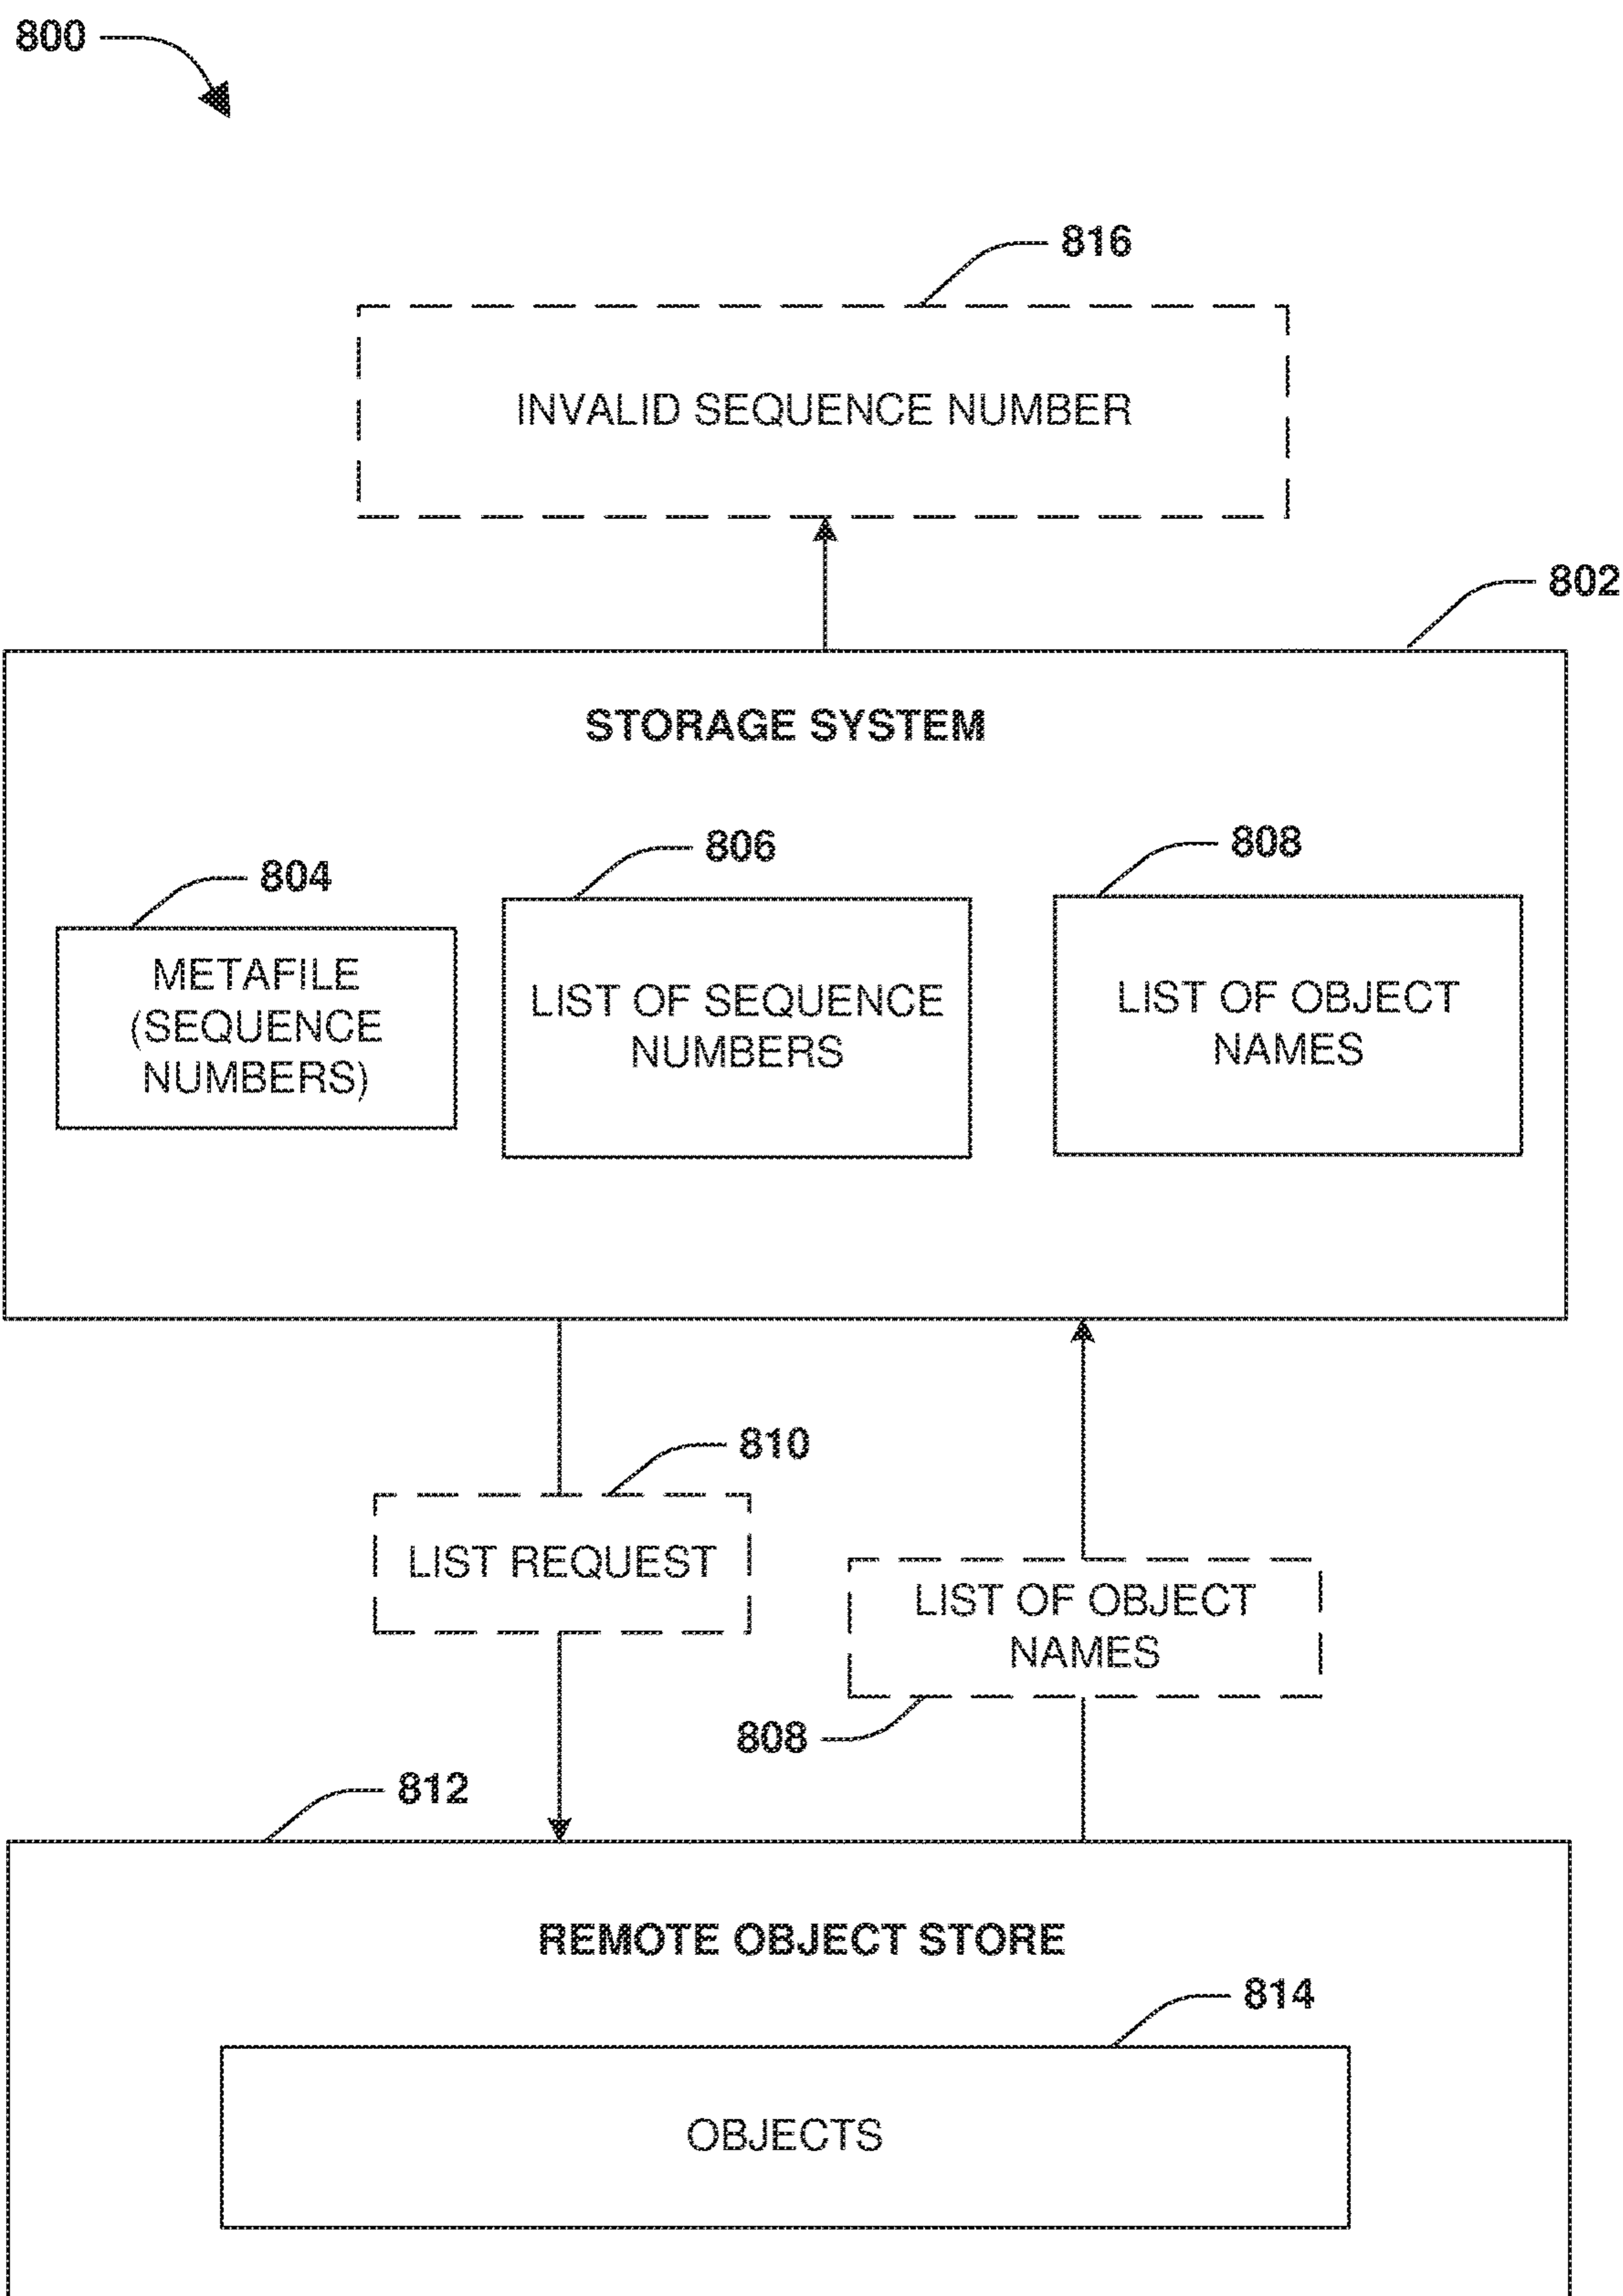 800
816
INVALID SEQUENCE NUMBER
802
STORAGE SYSTEM
804
METAFILE
(SEQUENCE
NUMBERS)
806
LIST OF SEQUENCE
NUMBERS
808
LIST OF OBJECT
NAMES
810
LIST REQUEST
LIST OF OBJECT
NAMES
808
812
REMOTE OBJECT STORE
814
OBJECTS